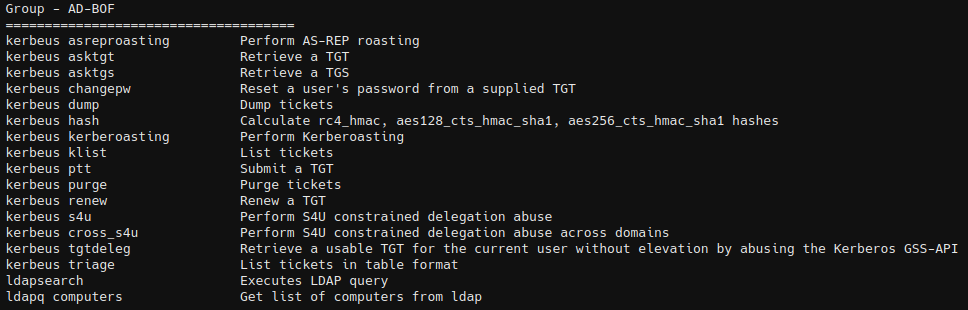 Group - AD-BOF
=====================================
kerbeus asreproasting Perform AS-REP roasting
kerbeus asktgt Retrieve a TGT
kerbeus asktgs Retrieve a TGS
kerbeus changepw Reset a user's password from a supplied TGT
kerbeus dump Dump tickets
kerbeus hash Calculate rc4_hmac, aes128_cts_hmac_sha1, aes256_cts_hmac_sha1 hashes
kerbeus kerberoasting Perform Kerberoasting
kerbeus klist List tickets
kerbeus ptt Submit a TGT
kerbeus purge Purge tickets
kerbeus renew Renew a TGT
kerbeus s4u Perform S4U constrained delegation abuse
kerbeus cross_s4u Perform S4U constrained delegation abuse across domains
kerbeus tgtdeleg Retrieve a usable TGT for the current user without elevation by abusing the Kerberos GSS-API
kerbeus triage List tickets in table format
ldapsearch Executes LDAP query
ldapq computers Get list of computers from ldap